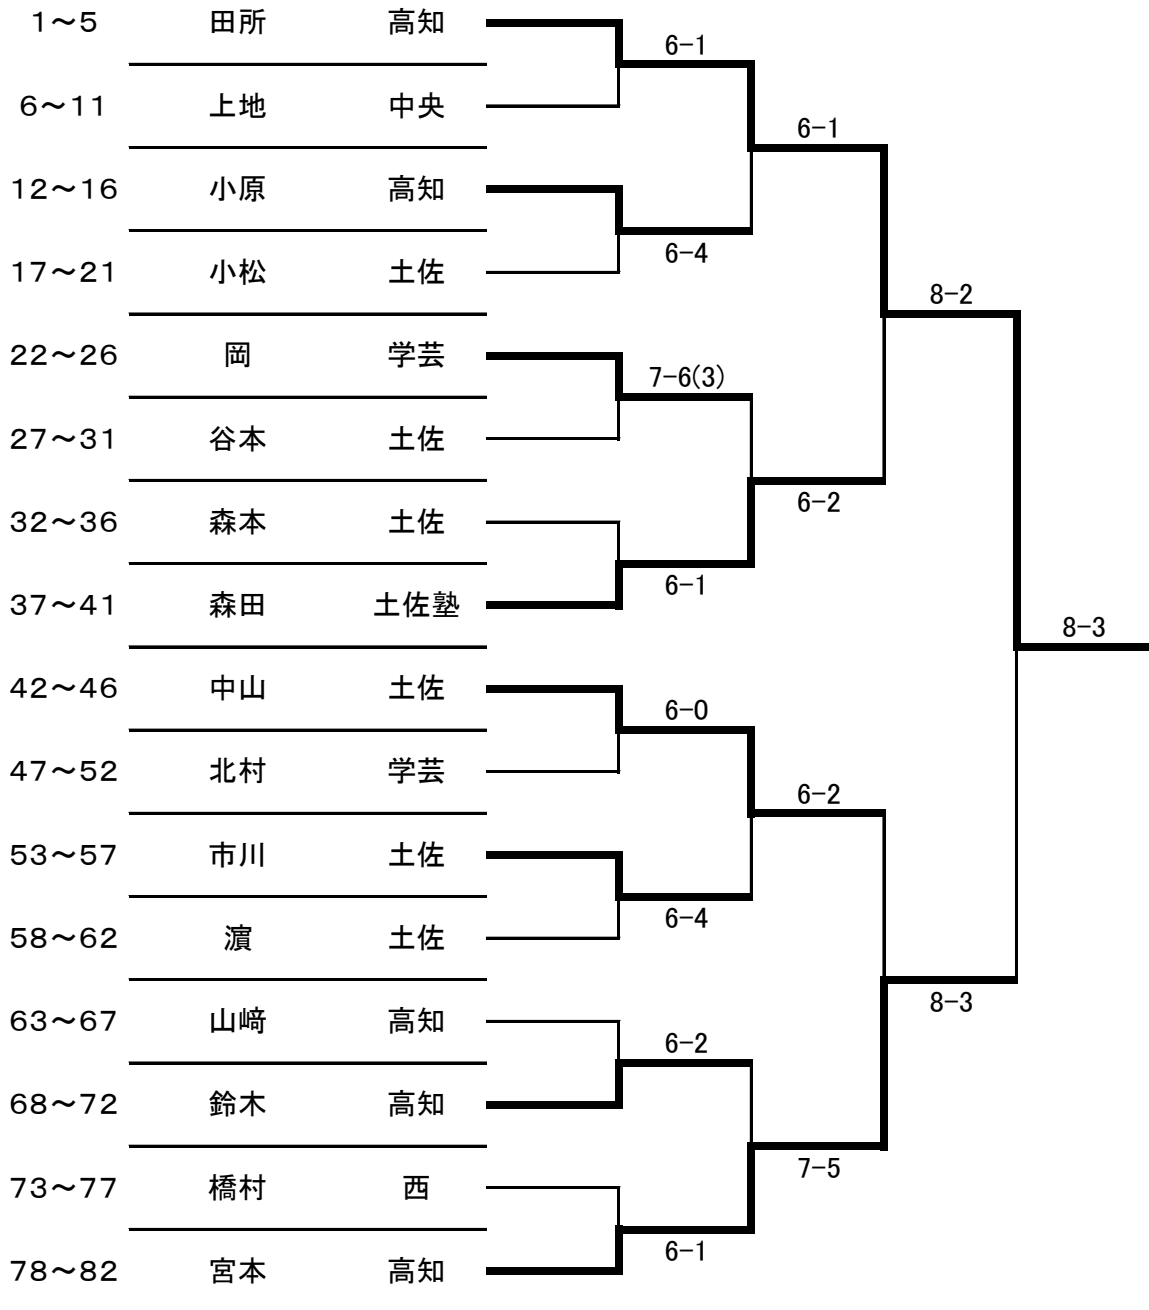 1～5 田所 高知
6-1
6～11 上地 中央
6-1
12～16 小原 高知
6-4
17～21 小松 土佐
8-2
22～26 岡 学芸
7-6(3)
27～31 谷本 土佐
6-2
32～36 森本 土佐
6-1
37～41 森田 土佐塾
8-3
42～46 中山 土佐
6-0
47～52 北村 学芸
6-2
53～57 市川 土佐
6-4
58～62 濵 土佐
8-3
63～67 山﨑 高知
6-2
68～72 鈴木 高知
7-5
73～77 橋村 西
6-1
78～82 宮本 高知